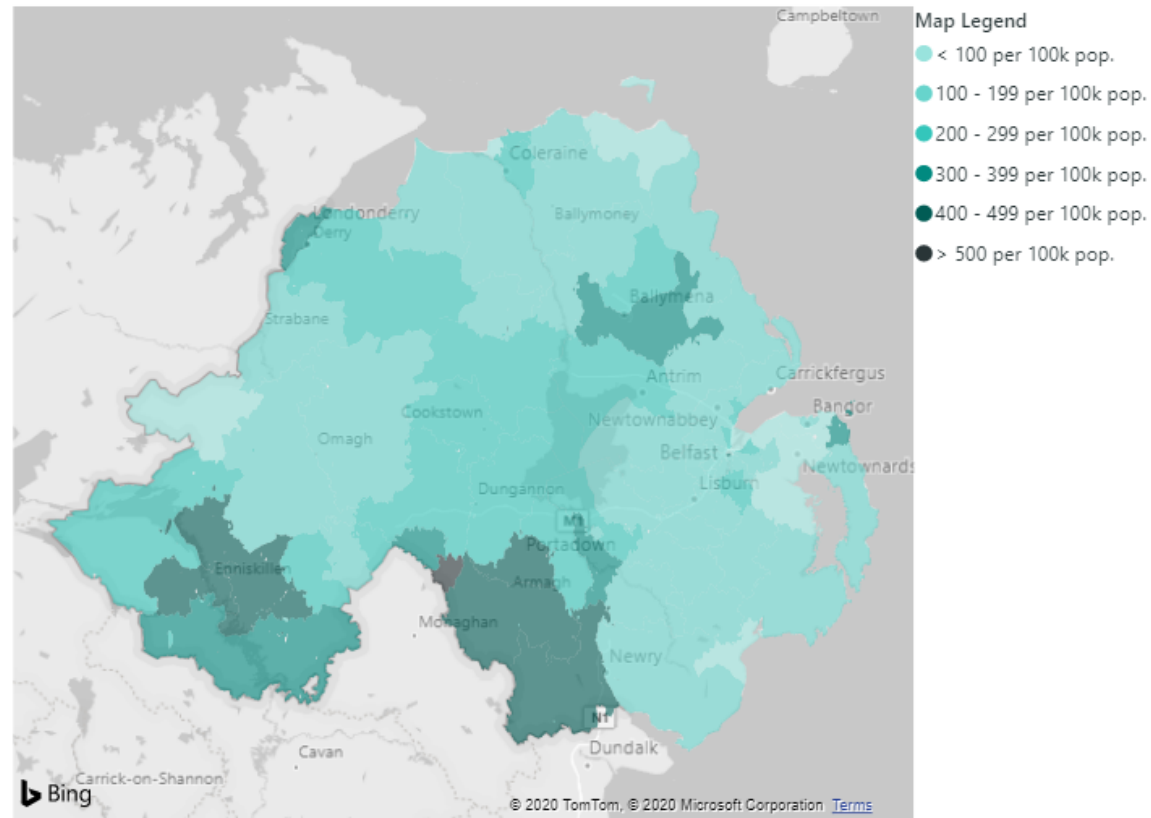 Campbeltown
Map Legend
< 100 per 100k pop.
100 - 199 per 100k pop.
200 - 299 per 100k pop.
300 - 399 per 100k pop.
400 - 499 per 100k pop.
> 500 per 100k pop.
Coleraine
Londonderry
Derry
Ballymoney
Ballymena
Strabane
Antrim
Carrickfergus
Cookstown
Newtownabbey
Bangor
Omagh
Belfast
Newtownards
Lisburn
Dungannon
M1
Portadown
Enniskillen
Armagh
Monaghan
Newry
N1
Dundalk
Cavan
Carrick-on-Shannon
Bing
© 2020 TomTom, © 2020 Microsoft Corporation Terms